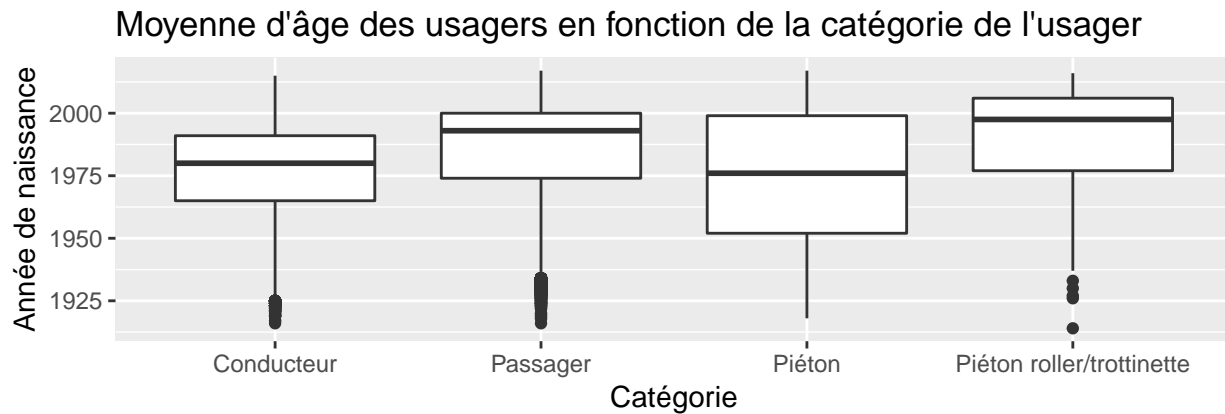 Moyenne d'âge des usagers en fonction de la catégorie de l'usager
Année de naissance
2000
1975
1950
1925
Conducteur Passager Piéton Piéton roller/trottinette
Catégorie